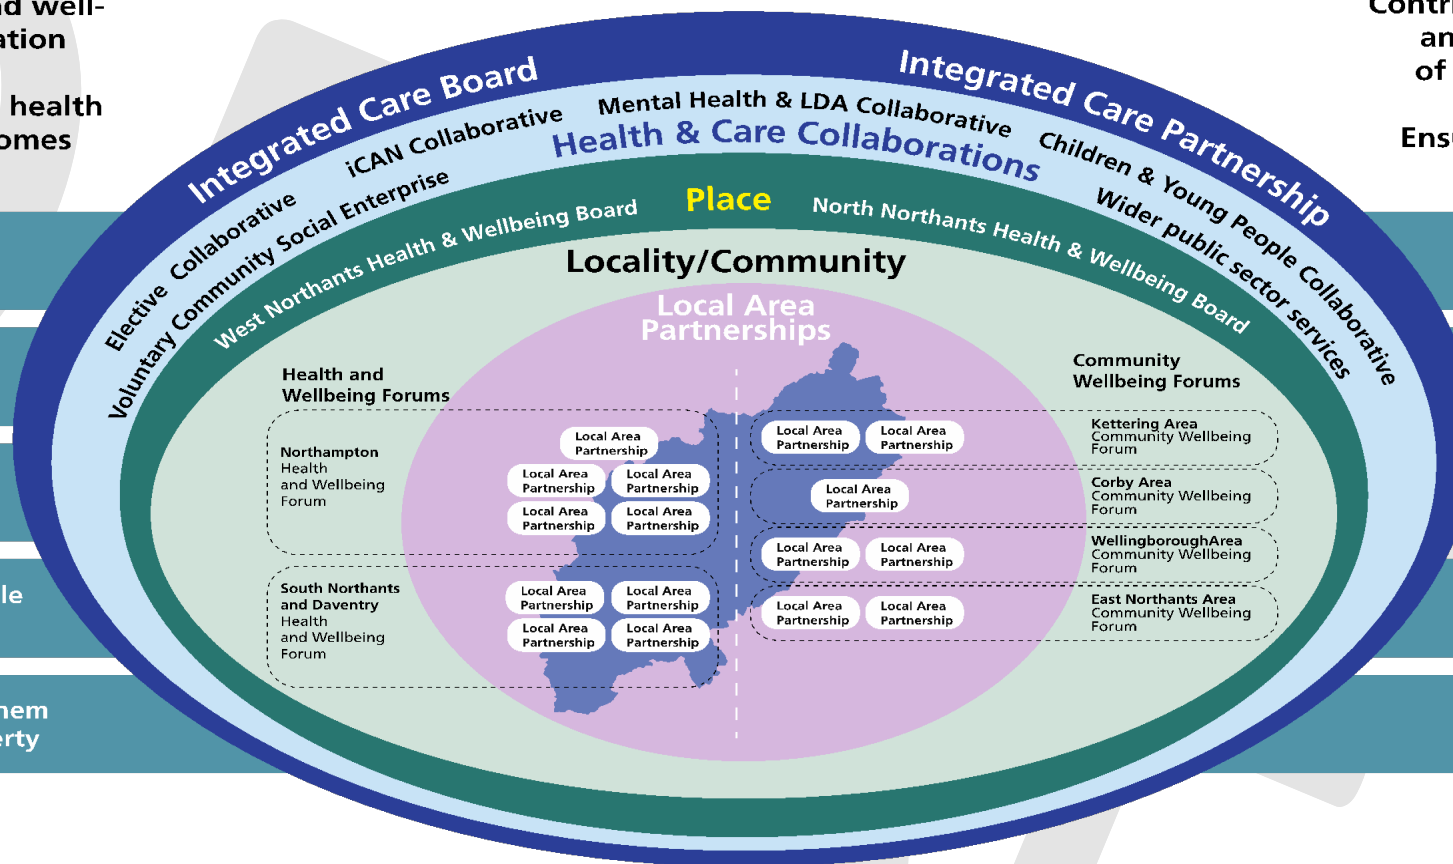 nd well-
ation
health
omes
Contri
an
of
Ens
le
hem
erty
Integrated Care Board
Integrated Care Partnership
Elective Collaborative
iCAN Collaborative
Mental Health & LDA Collaborative
Children & Young People Collaborative
Health & Care Collaborations
Voluntary Community Social Enterprise
Wider public sector services
Place
West Northants Health & Wellbeing Board
North Northants Health & Wellbeing Board
Locality/Community
Local Area
Partnerships
Health and
Wellbeing Forums
Northampton
Health
and Wellbeing
Forum
Local Area
Partnership
Local Area
Partnership
Local Area
Partnership
Local Area
Partnership
Local Area
Partnership
South Northants
and Daventry
Health
and Wellbeing
Forum
Local Area
Partnership
Local Area
Partnership
Local Area
Partnership
Local Area
Partnership
Community
Wellbeing Forums
Local Area
Partnership
Local Area
Partnership
Kettering Area
Community Wellbeing
Forum
Local Area
Partnership
Corby Area
Community Wellbeing
Forum
Local Area
Partnership
Local Area
Partnership
WellingboroughArea
Community Wellbeing
Forum
Local Area
Partnership
Local Area
Partnership
East Northants Area
Community Wellbeing
Forum